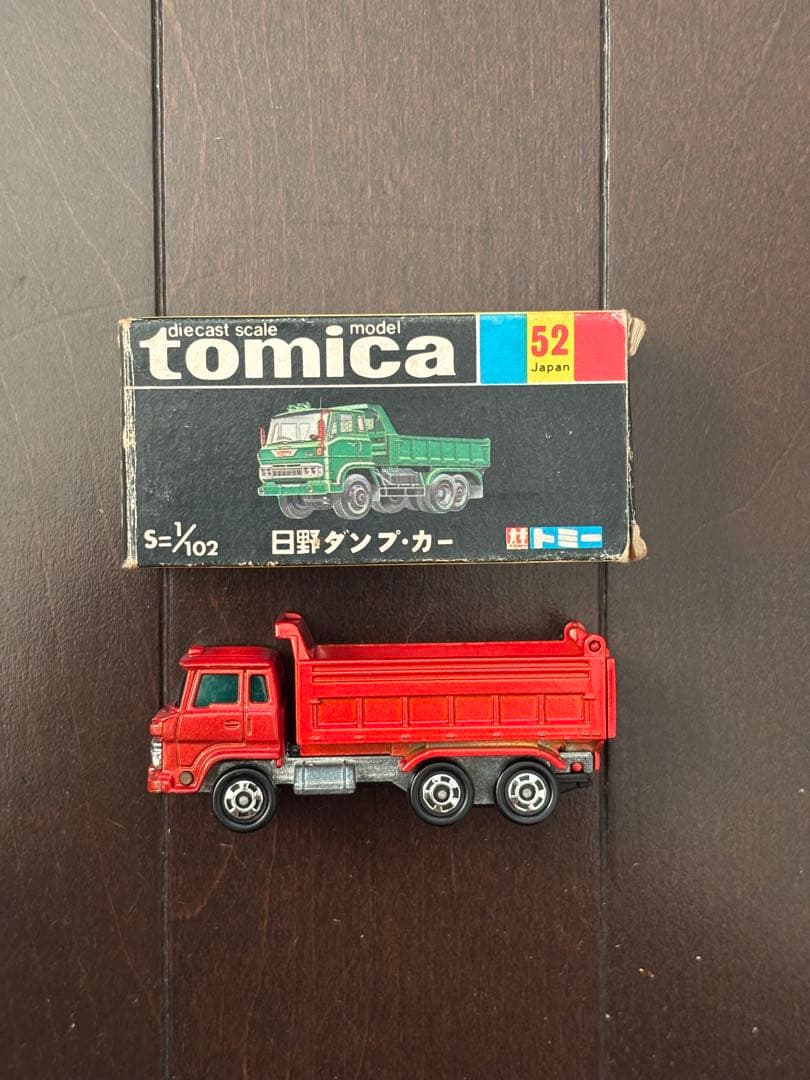 diecast scale model
tomica
52
Japan
S=1/102
日野ダンプ・カー
トミー